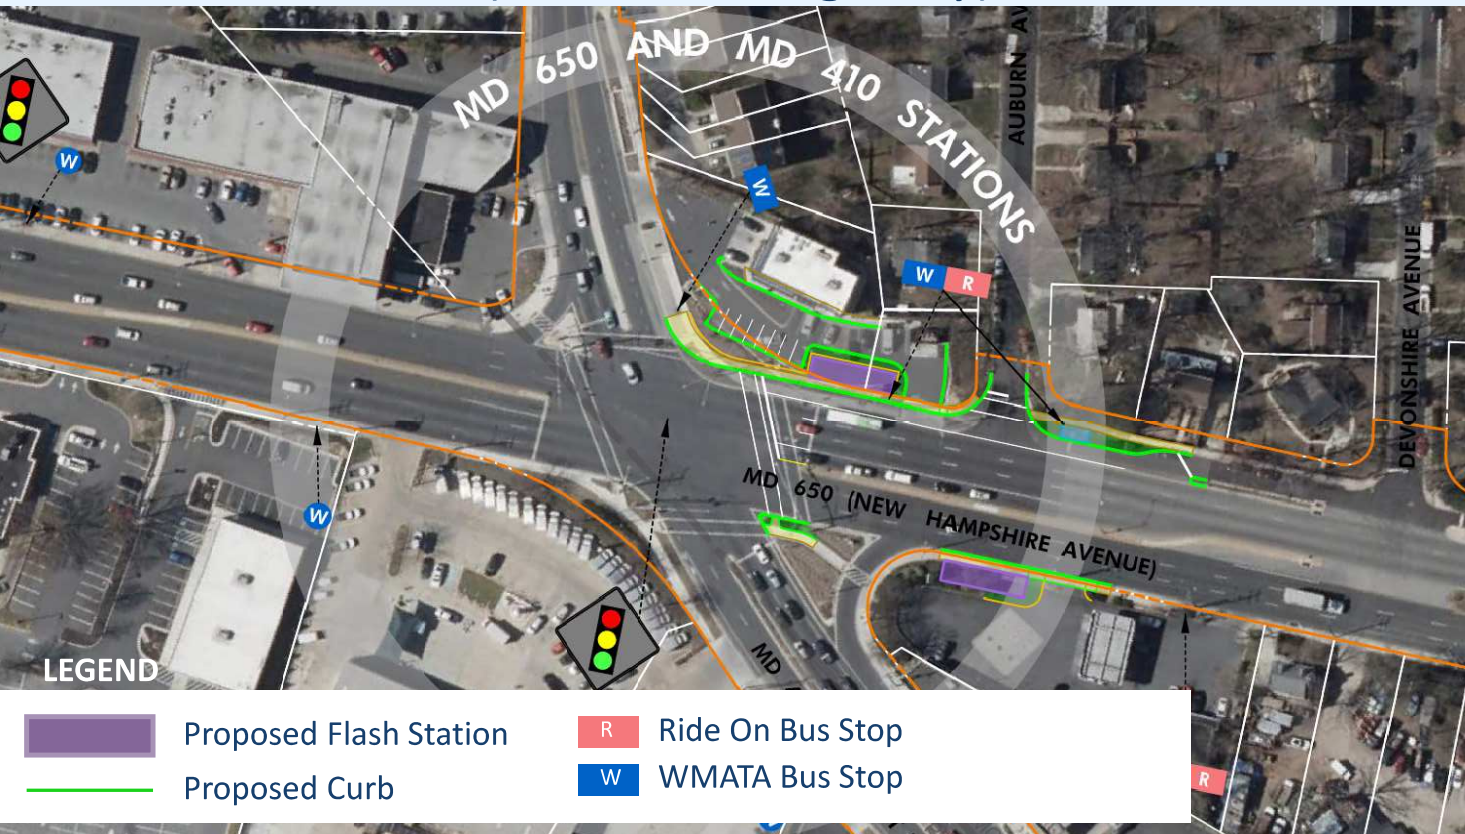 MD 650 AND MD 410 STATIONS
AUBURN AV
W
W
W R
DEVONSHIRE AVENUE
W
MD 650 (NEW HAMPSHIRE AVENUE)
MD
LEGEND
Proposed Flash Station
R Ride On Bus Stop
Proposed Curb
W WMATA Bus Stop
R